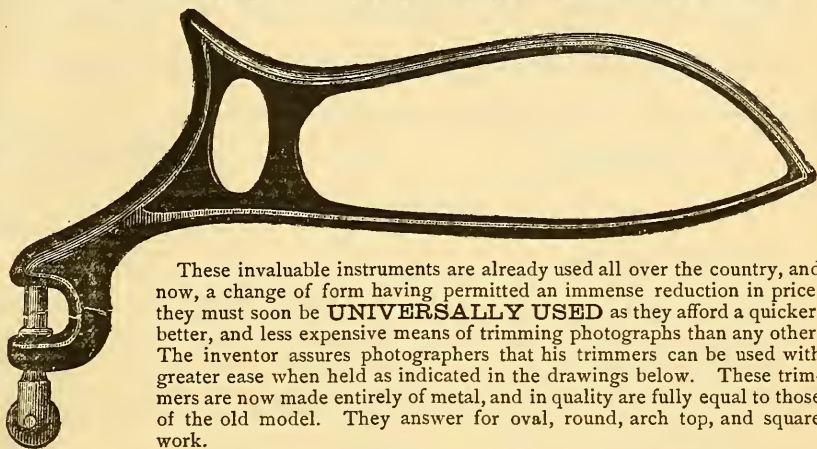 These invaluable instruments are already used all over the country, and
now, a change of form having permitted an immense reduction in price
they must soon be UNIVERSALLY USED as they afford a quicker
better, and less expensive means of trimming photographs than any other
The inventor assures photographers that his trimmers can be used with
greater ease when held as indicated in the drawings below. These trim-
mers are now made entirely of metal, and in quality are fully equal to those
of the old model. They answer for oval, round, arch top, and square
work.